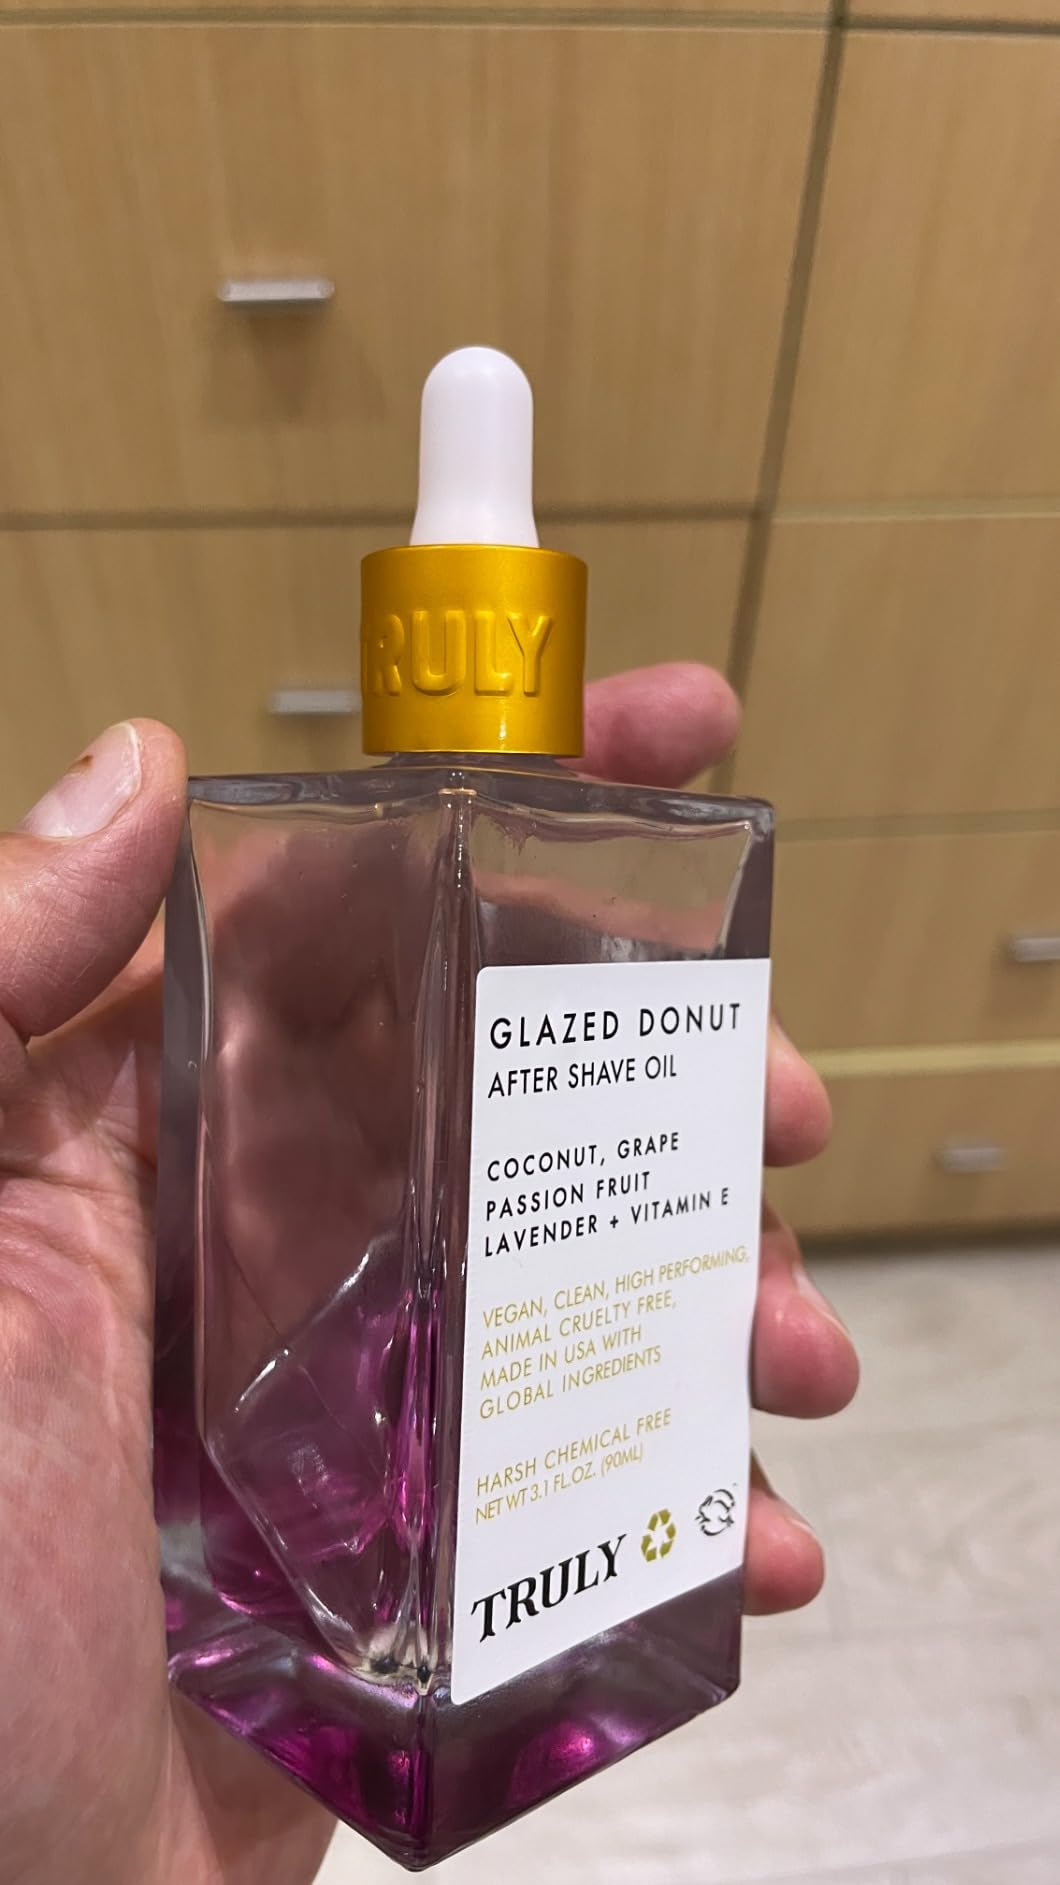 TRULY
GLAZED DONUT
AFTER SHAVE OIL
COCONUT, GRAPE
PASSION FRUIT
LAVENDER + VITAMIN E
VEGAN, CLEAN, HIGH PERFORMING,
ANIMAL CRUELTY FREE,
MADE IN USA WITH
GLOBAL INGREDIENTS
HARSH CHEMICAL FREE
NET WT 3.1 FL.OZ. (90ML)
TRULY